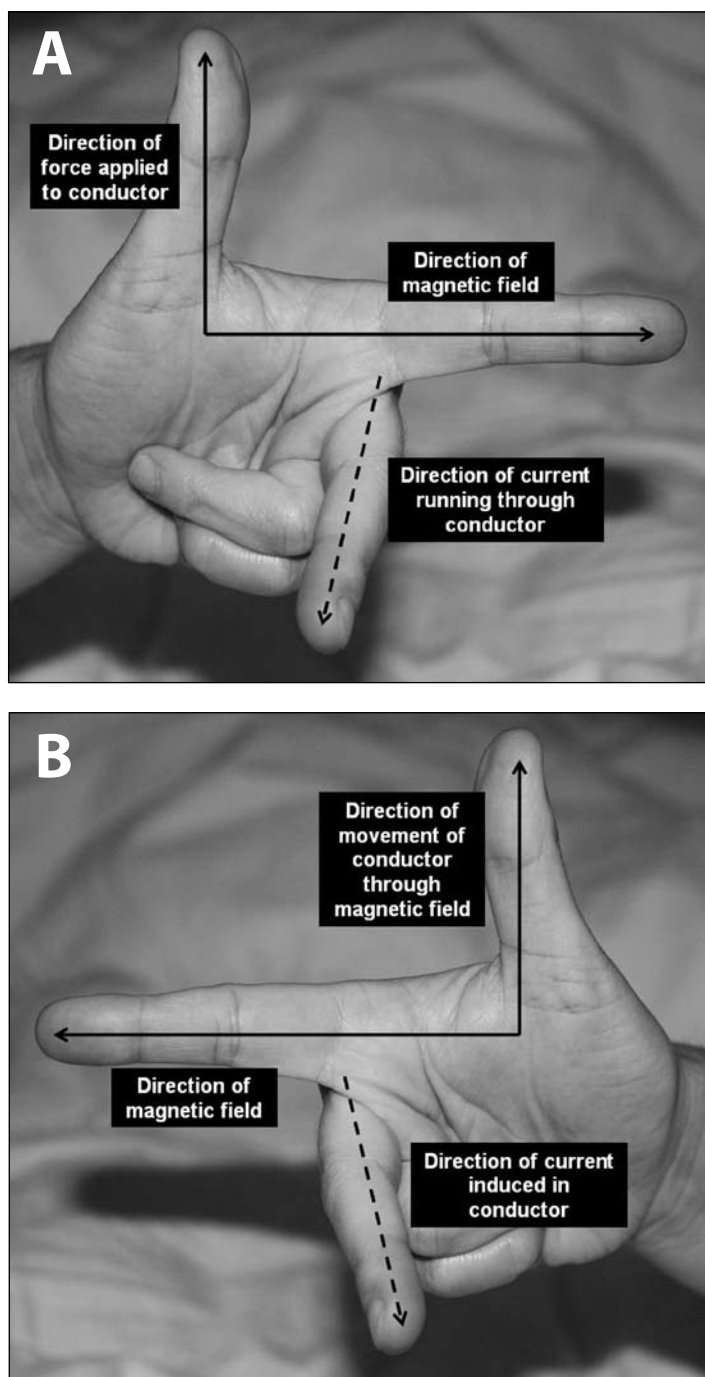 A
Direction of
force applied
to conductor
Direction of
magnetic field
Direction of current
running through
conductor
B
Direction of
movement of
conductor
through
magnetic field
Direction of
magnetic field
Direction of current
induced in
conductor